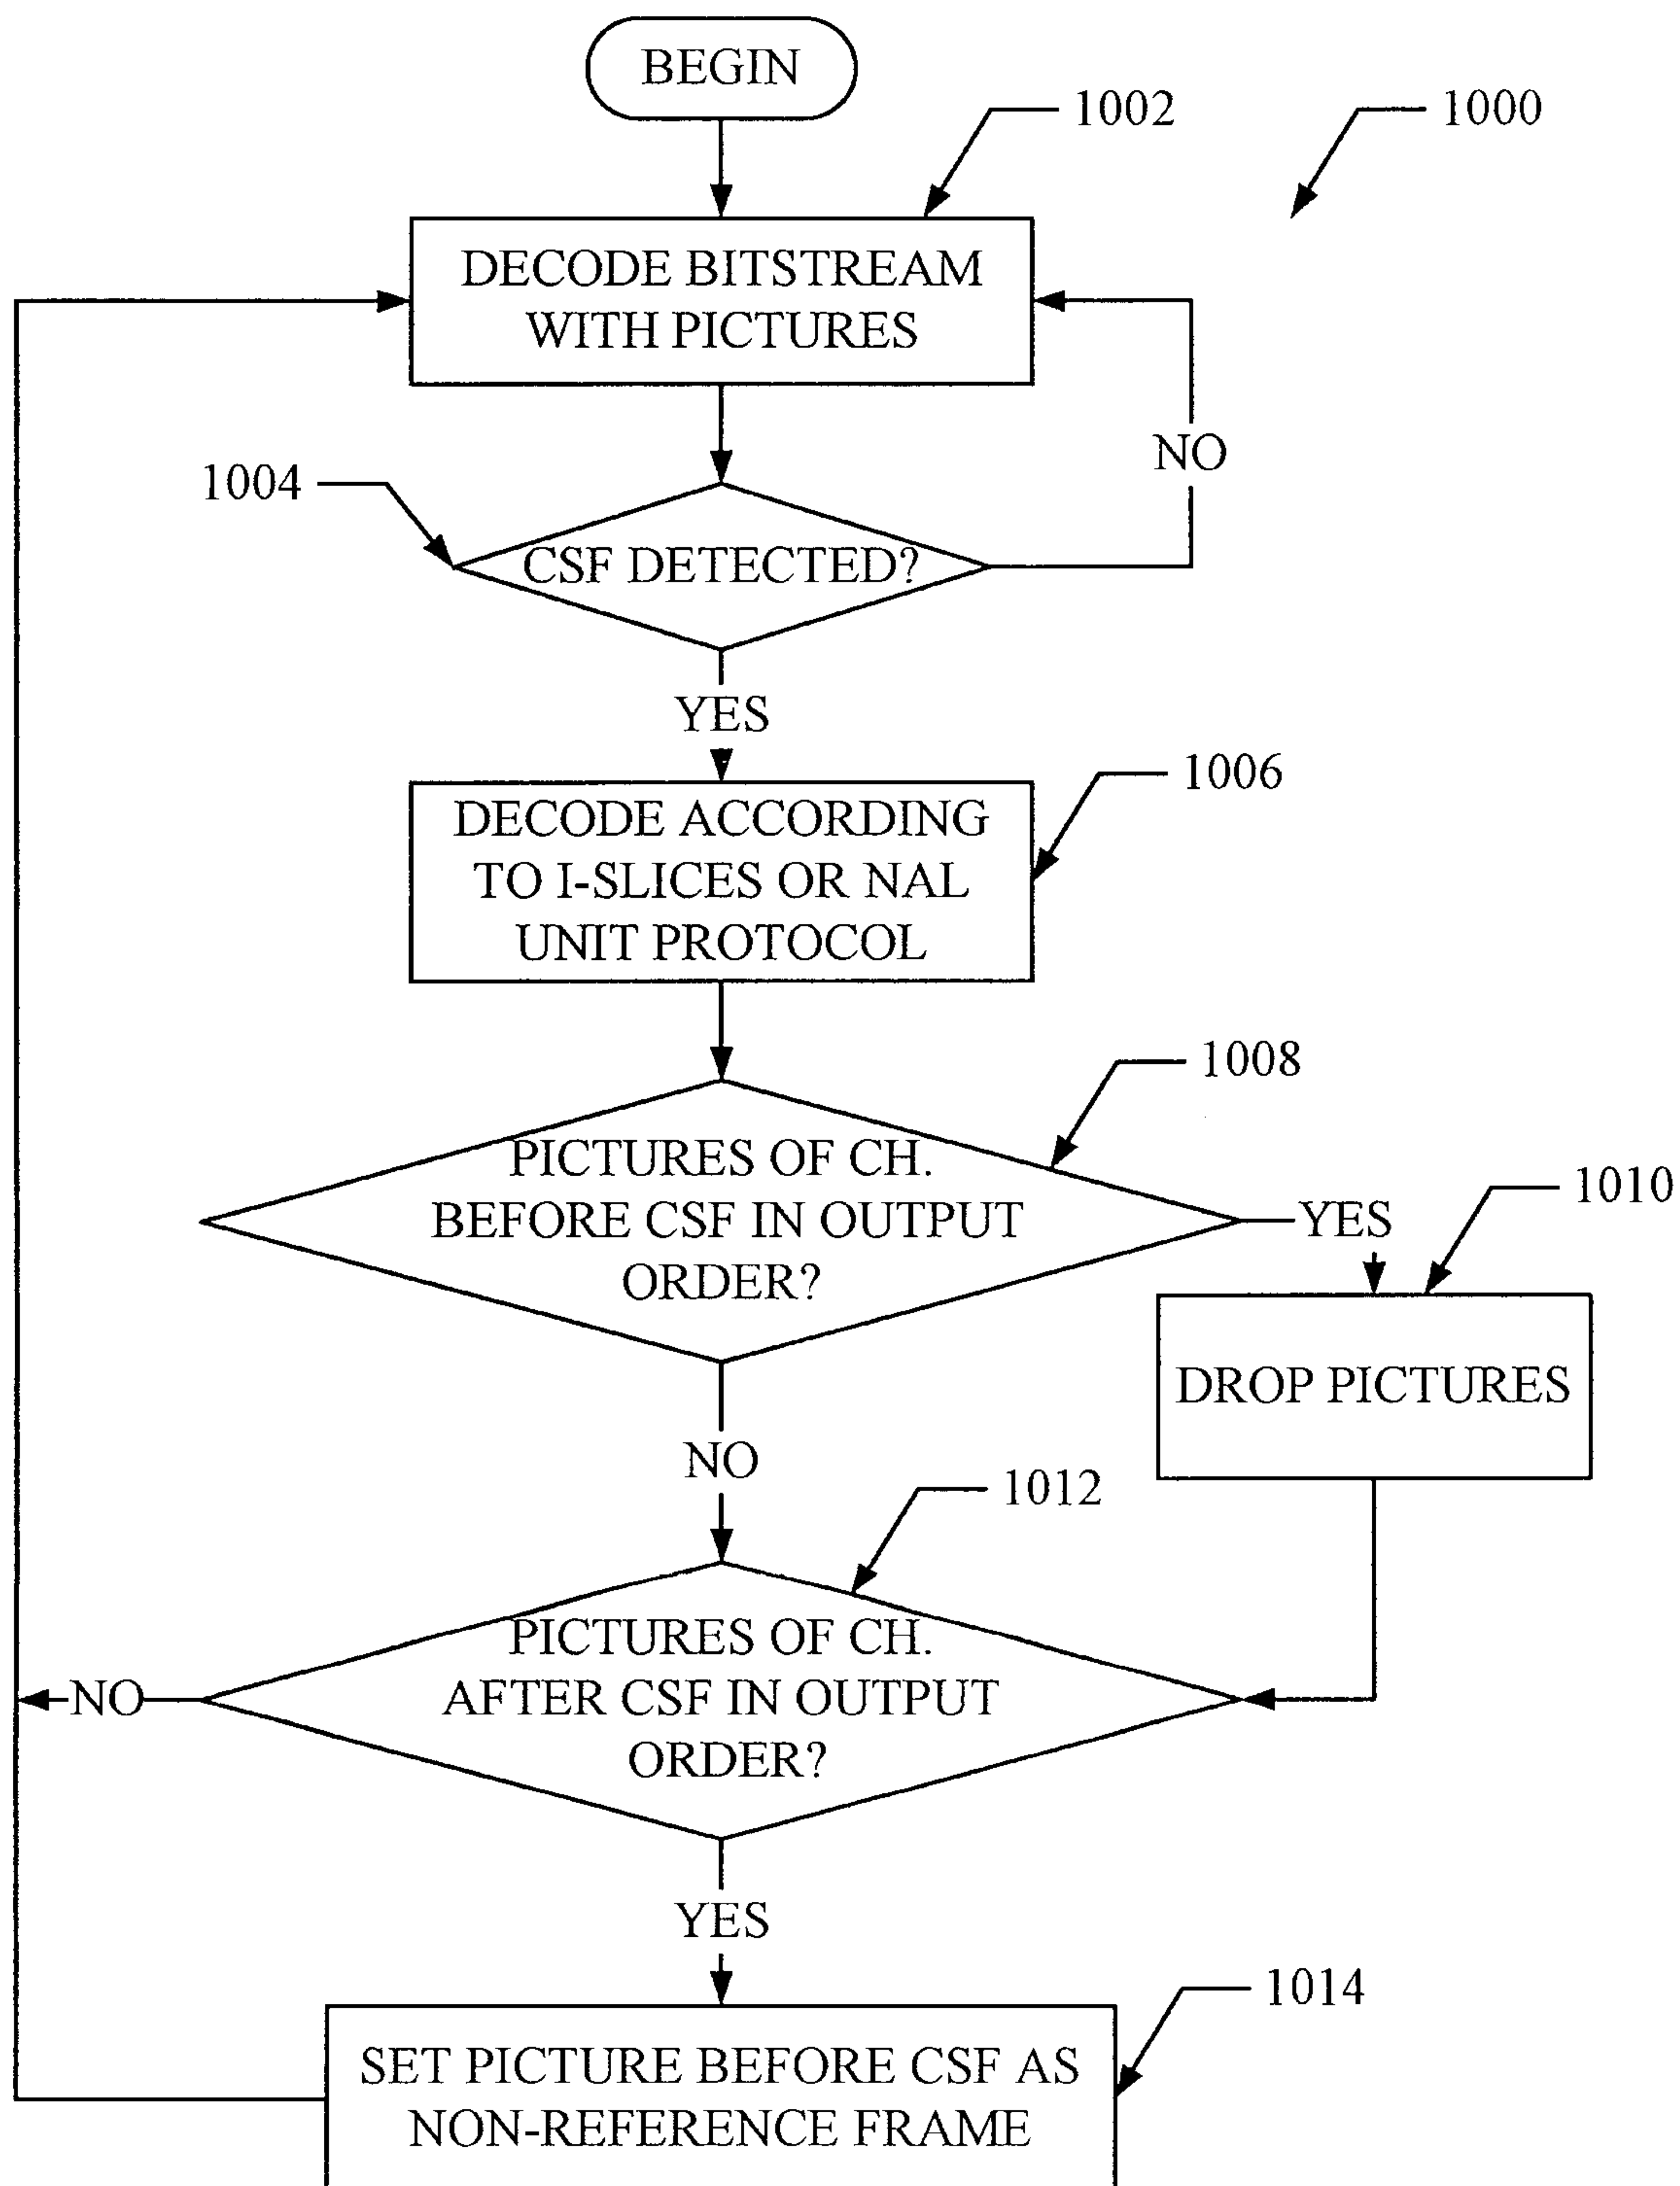 BEGIN
1002
1000
DECODE BITSTREAM
WITH PICTURES
NO
1004
CSF DETECTED?
YES
1006
DECODE ACCORDING
TO I-SLICES OR NAL
UNIT PROTOCOL
1008
PICTURES OF CH.
BEFORE CSF IN OUTPUT
ORDER?
YES
1010
DROP PICTURES
NO
1012
PICTURES OF CH.
AFTER CSF IN OUTPUT
ORDER?
NO
YES
1014
SET PICTURE BEFORE CSF AS
NON-REFERENCE FRAME